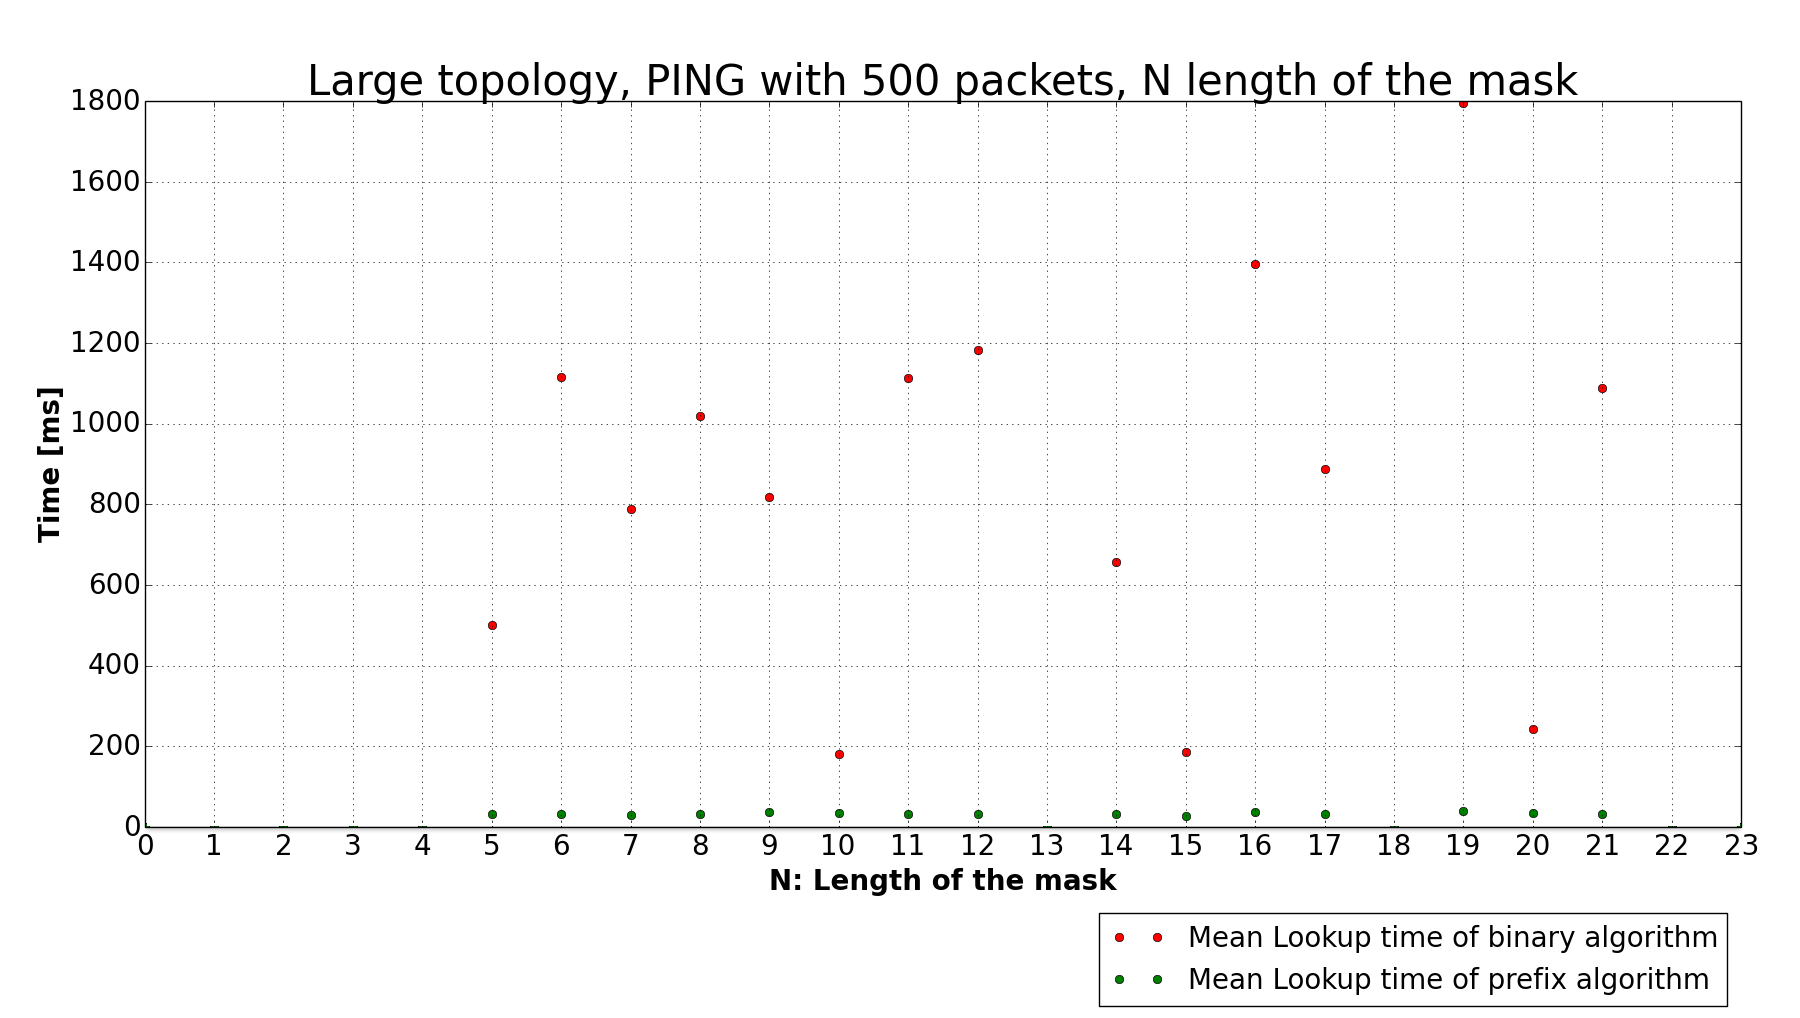 Large topology, PING with 500 packets, N length of the mask
1800
1600
1400
1200
1000
800
600
400
200
0
Time [ms]
0 1 2 3 4 5 6 7 8 9 10 11 12 13 14 15 16 17 18 19 20 21 22 23
N: Length of the mask
Mean Lookup time of binary algorithm
Mean Lookup time of prefix algorithm